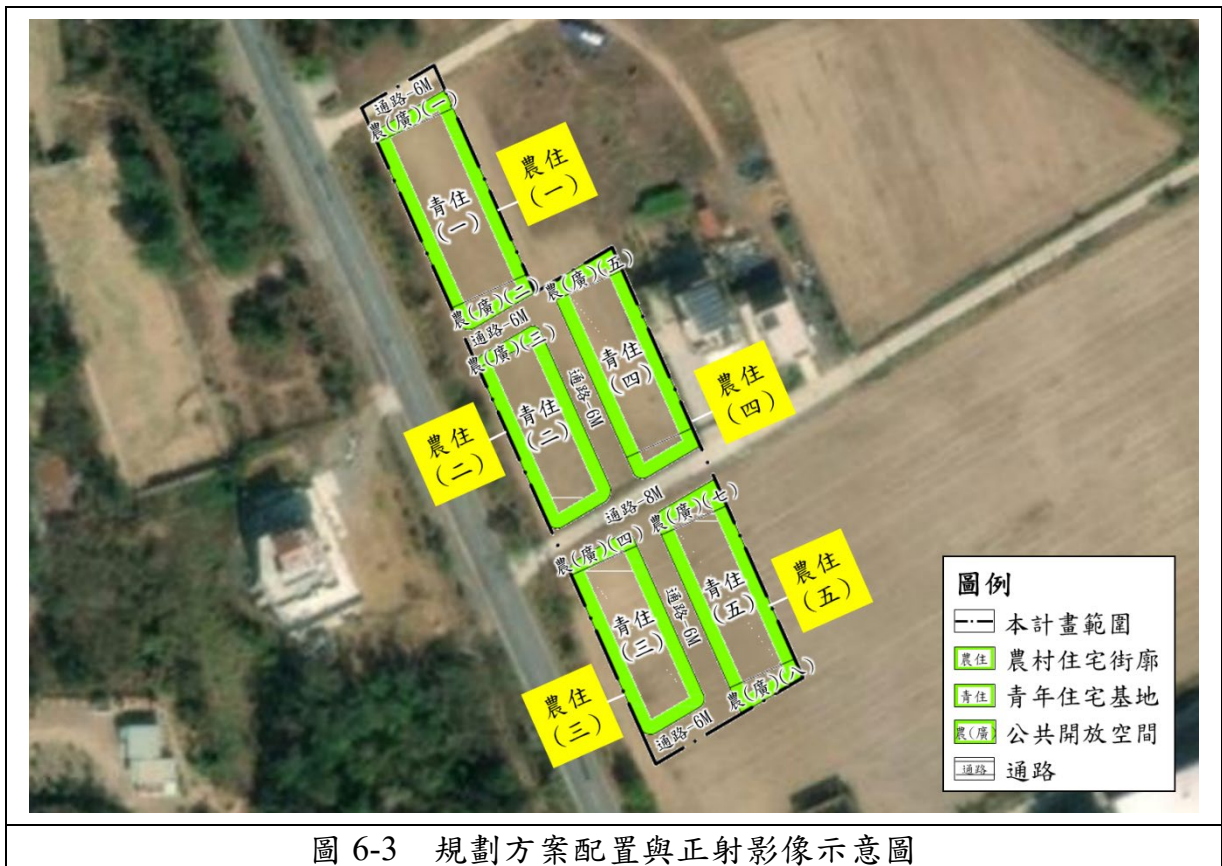 通路-6M
農(廣)(一)
農住
(一)
青住
(一)
農(廣)(二)
農(廣)(五)
通路-6M
農(廣)(三)
青住
(四)
通路-6M
農住
(四)
青住
(二)
農住
(二)
通路-8M
農(廣)(七)
農(廣)(四)
農住
(五)
青住
(五)
通路-6M
青住
(三)
農(廣)(八)
農住
(三)
通路-6M
圖例
本計畫範圍
農住 農村住宅街廓
青住 青年住宅基地
農(廣) 公共開放空間
通路 通路
圖 6-3 規劃方案配置與正射影像示意圖